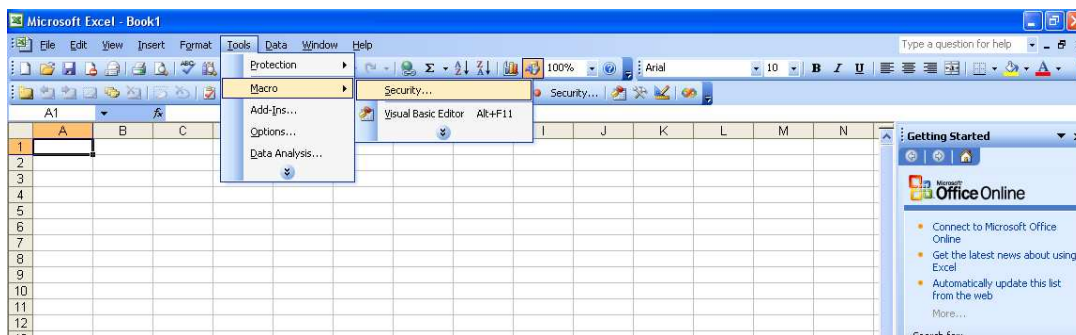 Microsoft Excel - Book1
File Edit View Insert Format Tools Data Window Help Type a question for help
Protection 100% Arial 10 B I U
Macro Security... Security...
Add-Ins... Visual Basic Editor Alt+F11
Options...
Data Analysis...
A1 fx
A B C I J K L M N
Getting Started
1
2
3
4
5
6
7
8
9
10
11
12
Microsoft
Office Online
Connect to Microsoft Office
Online
Get the latest news about using
Excel
Automatically update this list
from the web
More...